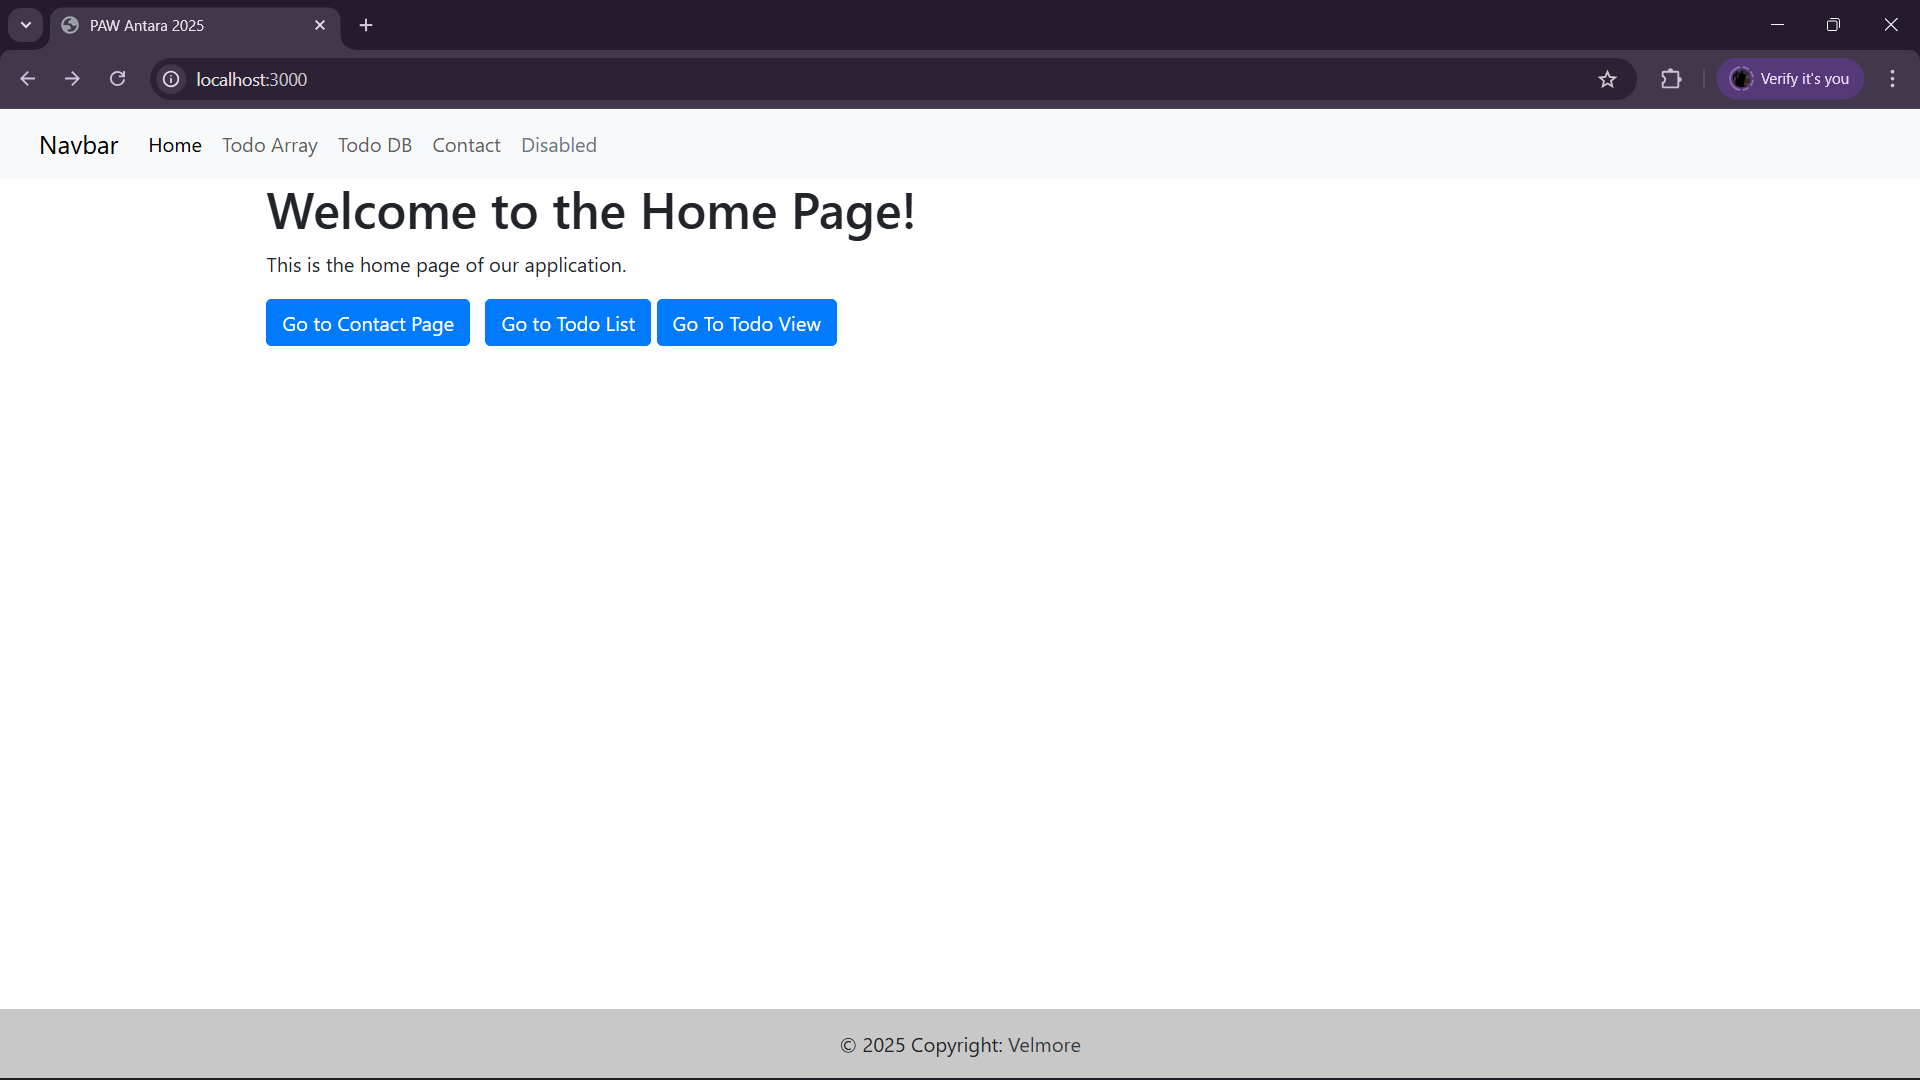 PAW Antara 2025
localhost:3000
Verify it's you
Navbar Home Todo Array Todo DB Contact Disabled
Welcome to the Home Page!
This is the home page of our application.
Go to Contact Page Go to Todo List Go To Todo View
© 2025 Copyright: Velmore